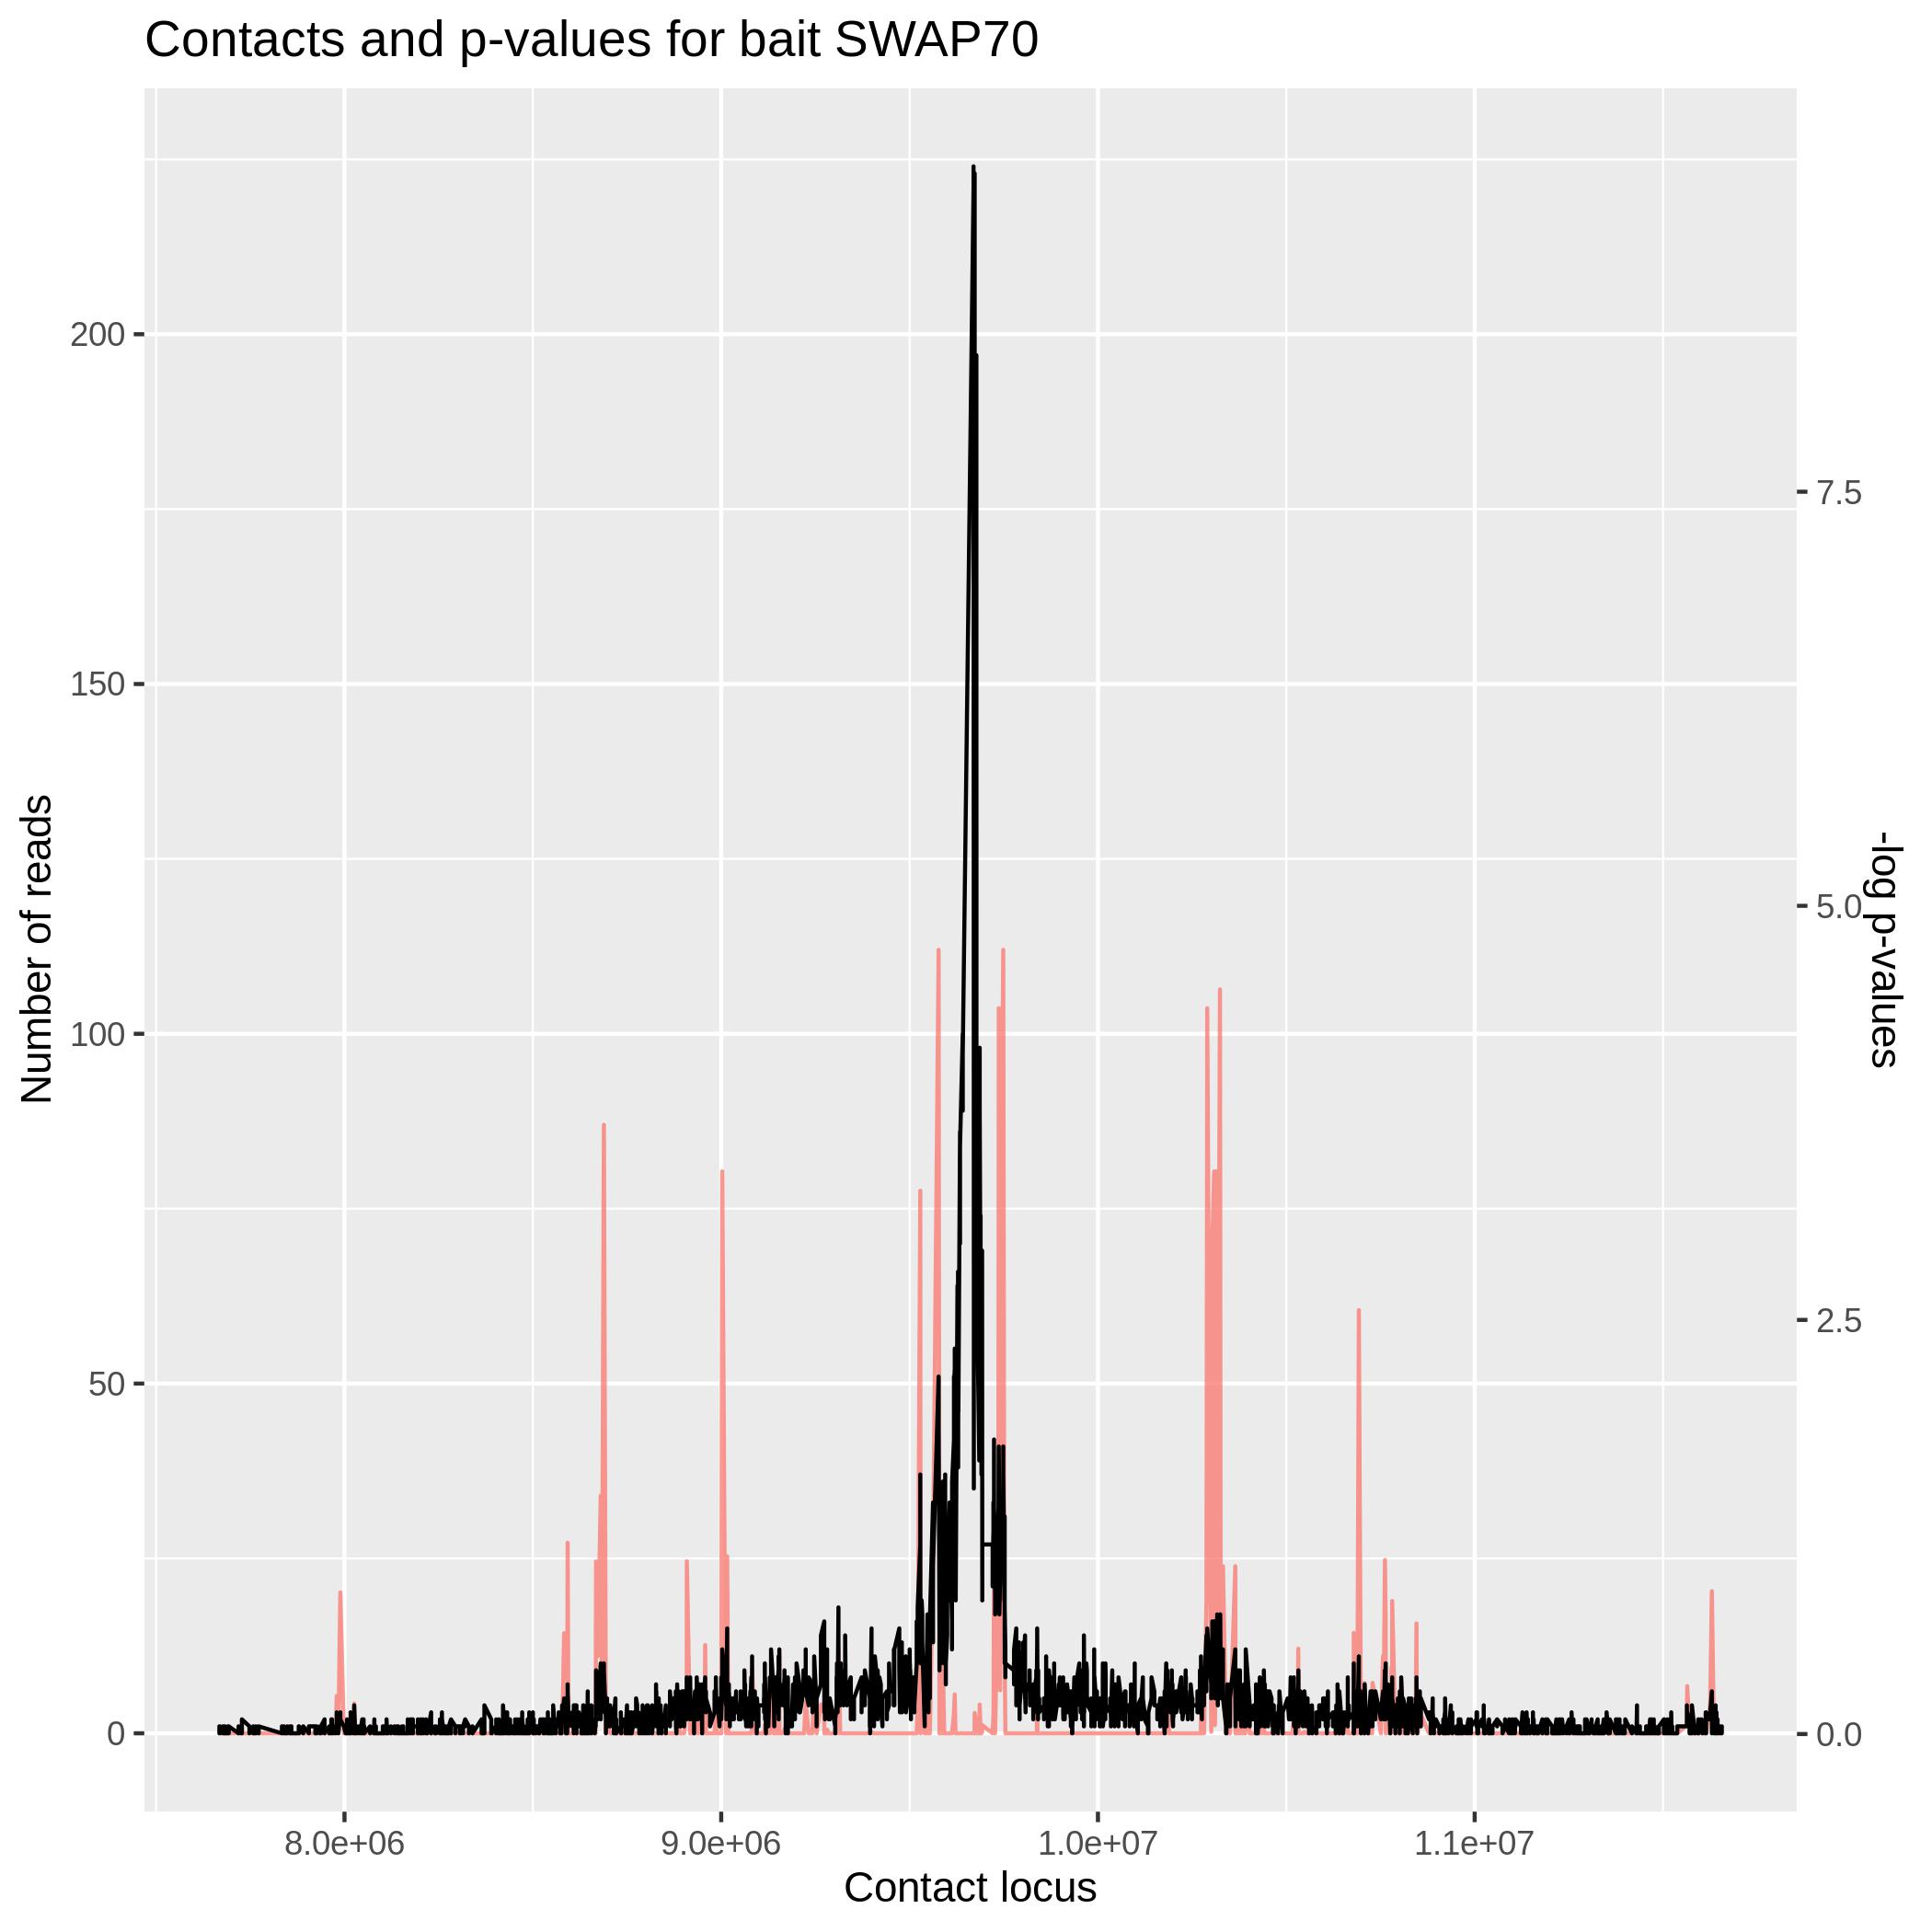 Contacts and p-values for bait SWAP70
Number of reads
200
150
100
50
0
7.5
5.0
2.5
0.0
-log p-values
8.0e+06
9.0e+06
1.0e+07
1.1e+07
Contact locus